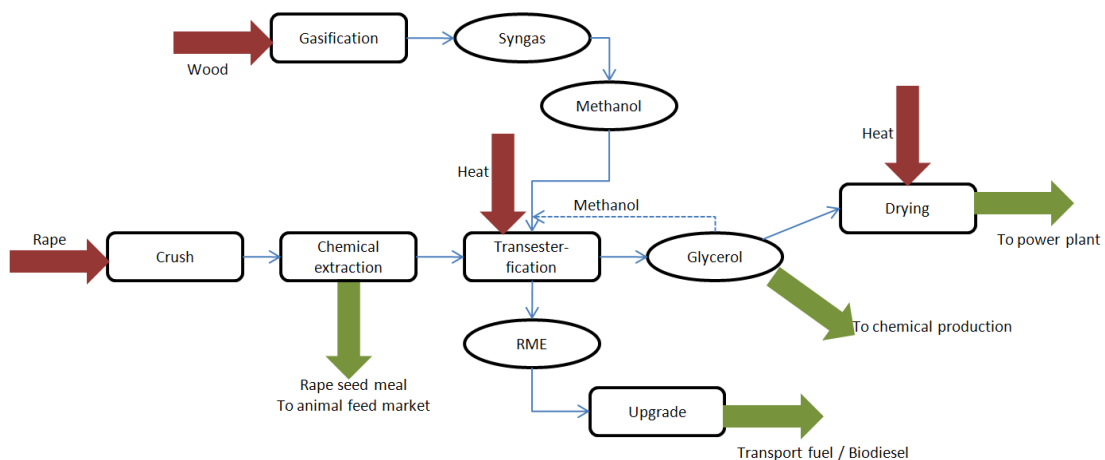 Gasification
Syngas
Wood
Methanol
Heat
Heat
Methanol
Rape
Crush
Chemical
extraction
Transester-
fication
Glycerol
Drying
To power plant
To chemical production
RME
Rape seed meal
To animal feed market
Upgrade
Transport fuel / Biodiesel